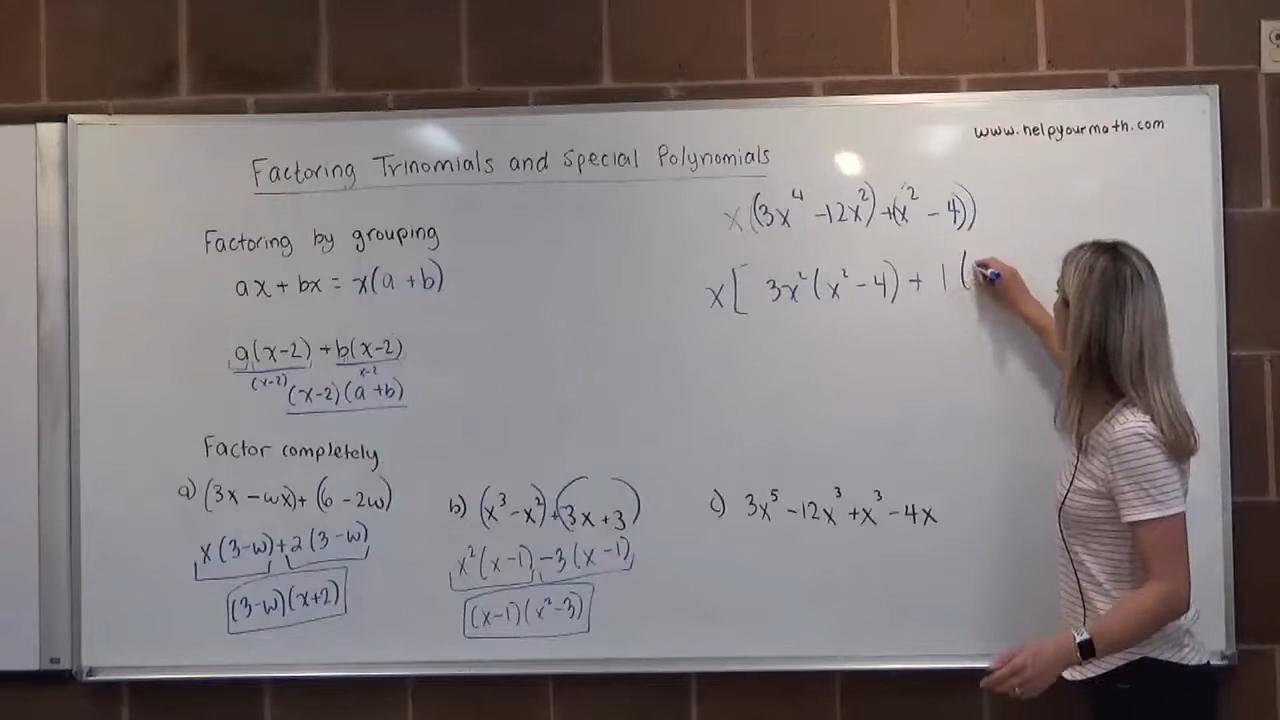 www.helpyourmath.com
Factoring Trinomials and Special Polynomials
Factoring by grouping
ax + bx = x(a + b)
a(x-2) + b(x-2)
(x-2) x-2
(x-2)(a+b)
Factor completely
a) (3x - wx) + (6 - 2w)
x(3-w) + 2(3-w)
(3-w)(x+2)
b) (x³ - x²) + (3x + 3)
x²(x-1) - 3(x-1)
(x-1)(x²-3)
x(3x⁴ - 12x²) + (x² - 4))
x[ 3x²(x² - 4) + 1(
c) 3x⁵ - 12x³ + x³ - 4x